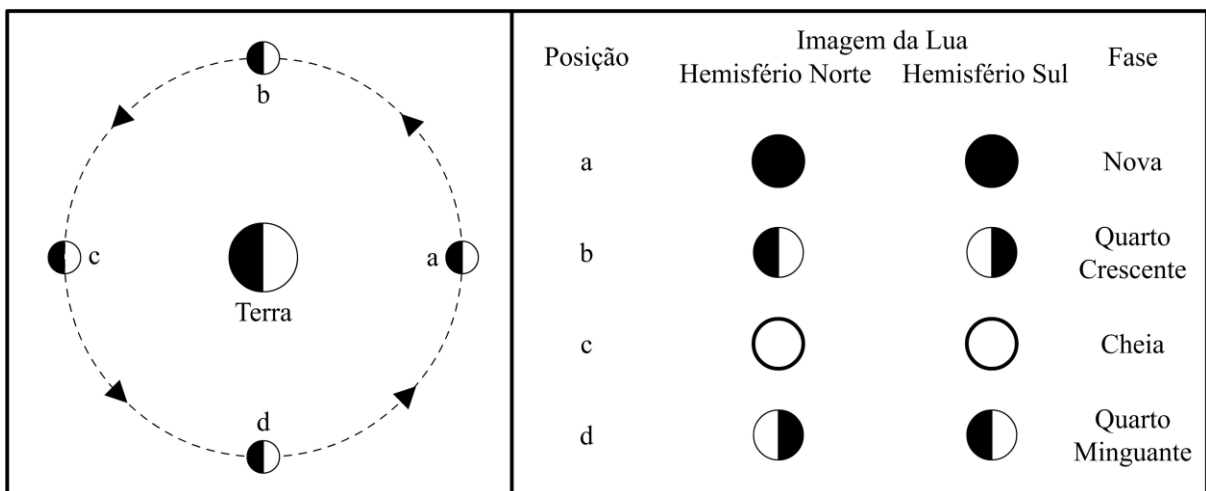 b
c
a
Terra
d
Posição
Imagem da Lua
Hemisfério Norte
Hemisfério Sul
Fase
a
Nova
b
Quarto
Crescente
c
Cheia
d
Quarto
Minguante